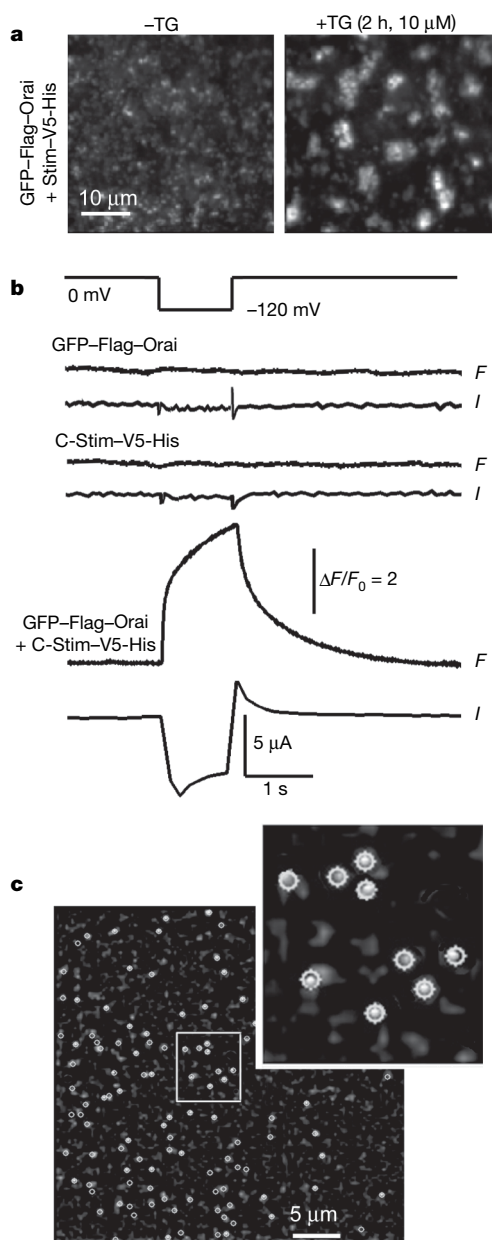 a
–TG
+TG (2 h, 10 μM)
GFP–Flag–Orai
+ Stim–V5-His
10 μm
b
0 mV
–120 mV
GFP–Flag–Orai
F
I
C-Stim–V5-His
F
I
ΔF/F0 = 2
GFP–Flag–Orai
+ C-Stim–V5-His
F
I
5 μA
1 s
c
5 μm